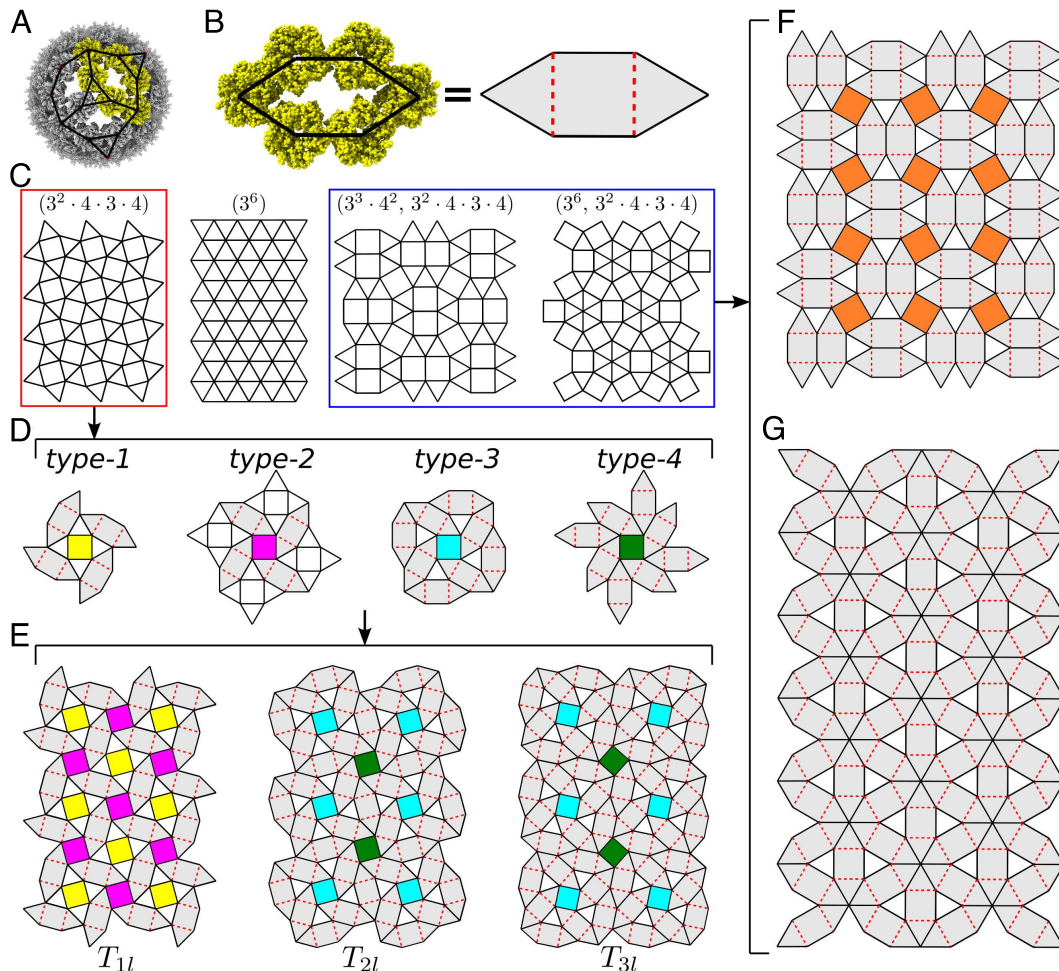 A
B
=
F
C
(3² · 4 · 3 · 4)
(3⁶)
(3³ · 4², 3² · 4 · 3 · 4)
(3⁶, 3² · 4 · 3 · 4)
D
type-1
type-2
type-3
type-4
G
E
T₁ₗ
T₂ₗ
T₃ₗ